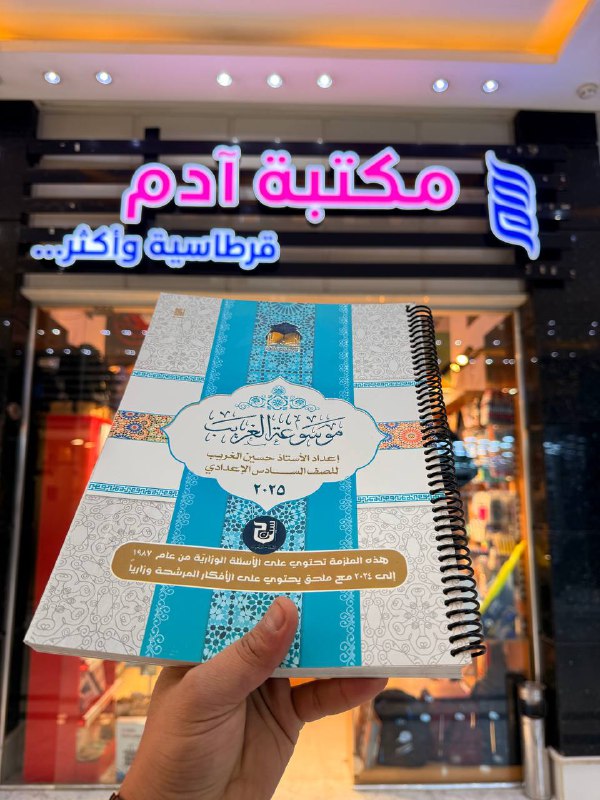 مكتبة آدم
قرطاسية وأكثر...
موسوعة الغريب
إعداد الأستاذ حسين الغريب
للصف السادس الإعدادي
٢٠٢٥
هذه الملزمة تحتوي على الأسئلة الوزارية من عام ١٩٨٧
إلى ٢٠٢٤ مع ملحق يحتوي على الأفكار المرشحة وزارياً